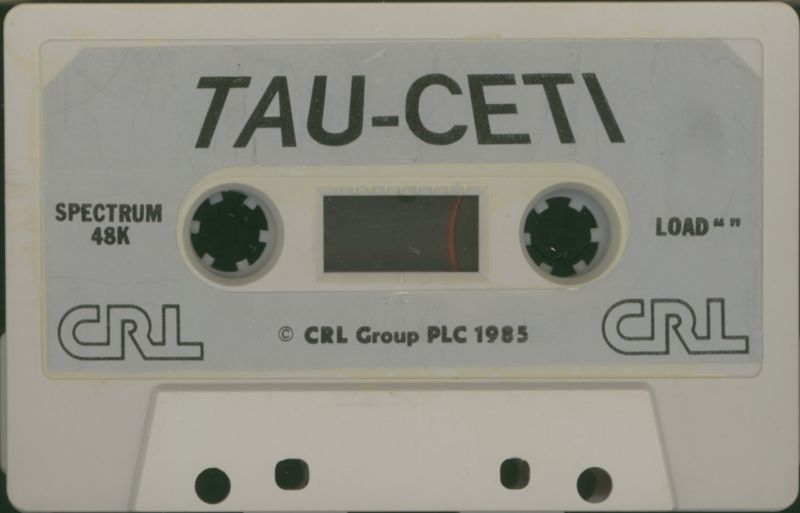 TAU-CETI
SPECTRUM
48K
LOAD “ ”
CRL
© CRL Group PLC 1985
CRL